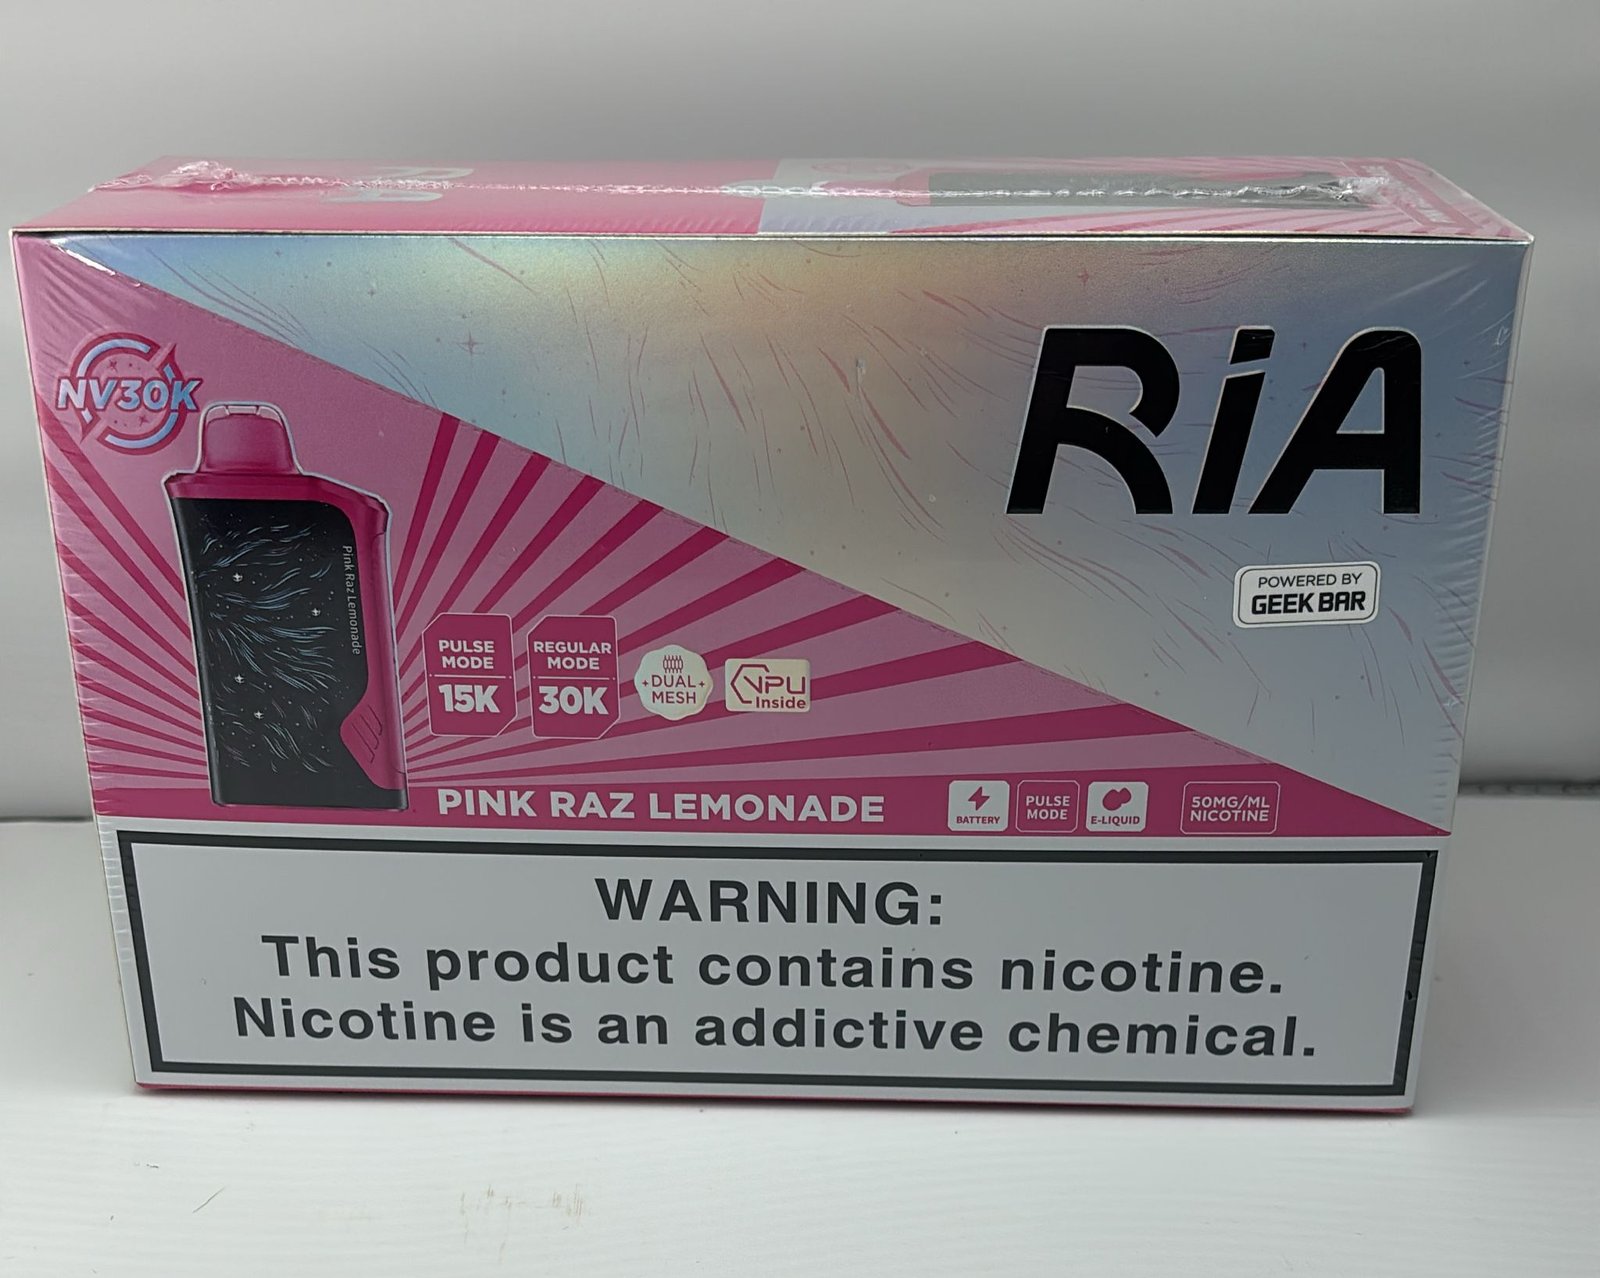 RiA
NV30K
POWERED BY
GEEK BAR
Pink Raz Lemonade
PULSE
MODE
15K
REGULAR
MODE
30K
DUAL
MESH
VPU
Inside
PINK RAZ LEMONADE
BATTERY
PULSE
MODE
E-LIQUID
50MG/ML
NICOTINE
WARNING:
This product contains nicotine.
Nicotine is an addictive chemical.